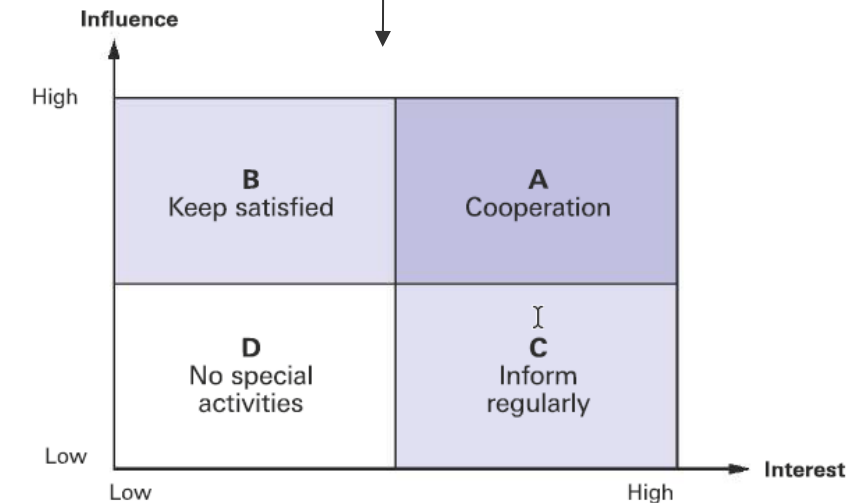 Influence
High
B
Keep satisfied
A
Cooperation
D
No special
activities
C
Inform
regularly
Low
Interest
Low
High